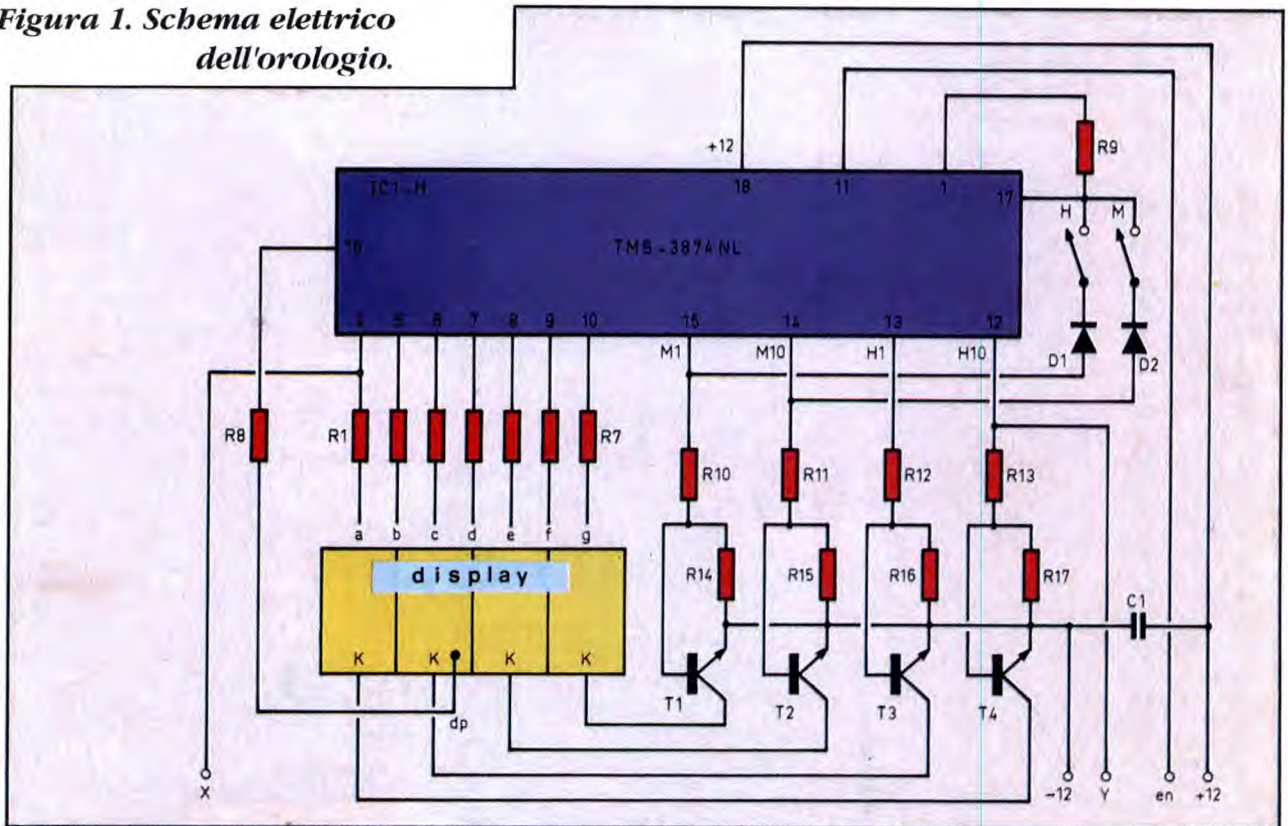 Figura 1. Schema elettrico
dell'orologio.
+12
R9
IC1-H
18
11
1
17
H
M
16
TMS-3874NL
4
5
6
7
8
9
10
15
14
13
12
M1
M10
H1
H10
D1
D2
R8
R1
R7
R10
R11
R12
R13
a
b
c
d
e
f
g
display
R14
R15
R16
R17
C1
K
K
K
K
dp
T1
T2
T3
T4
X
-12
Y
en
+12